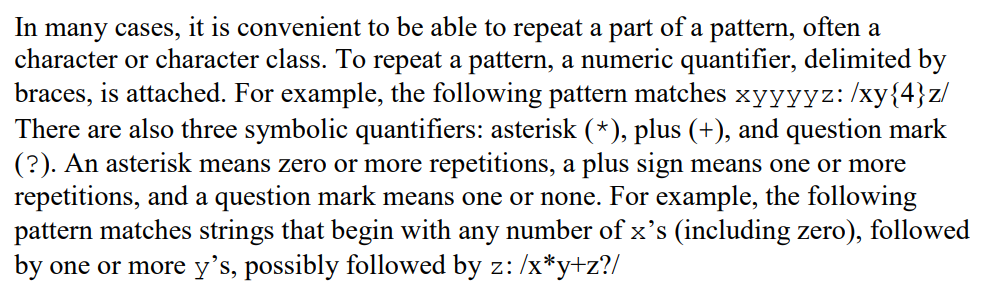 In many cases, it is convenient to be able to repeat a part of a pattern, often a
character or character class. To repeat a pattern, a numeric quantifier, delimited by
braces, is attached. For example, the following pattern matches xyyyyz: /xy{4}z/
There are also three symbolic quantifiers: asterisk (*), plus (+), and question mark
(?). An asterisk means zero or more repetitions, a plus sign means one or more
repetitions, and a question mark means one or none. For example, the following
pattern matches strings that begin with any number of x’s (including zero), followed
by one or more y’s, possibly followed by z: /x*y+z?/